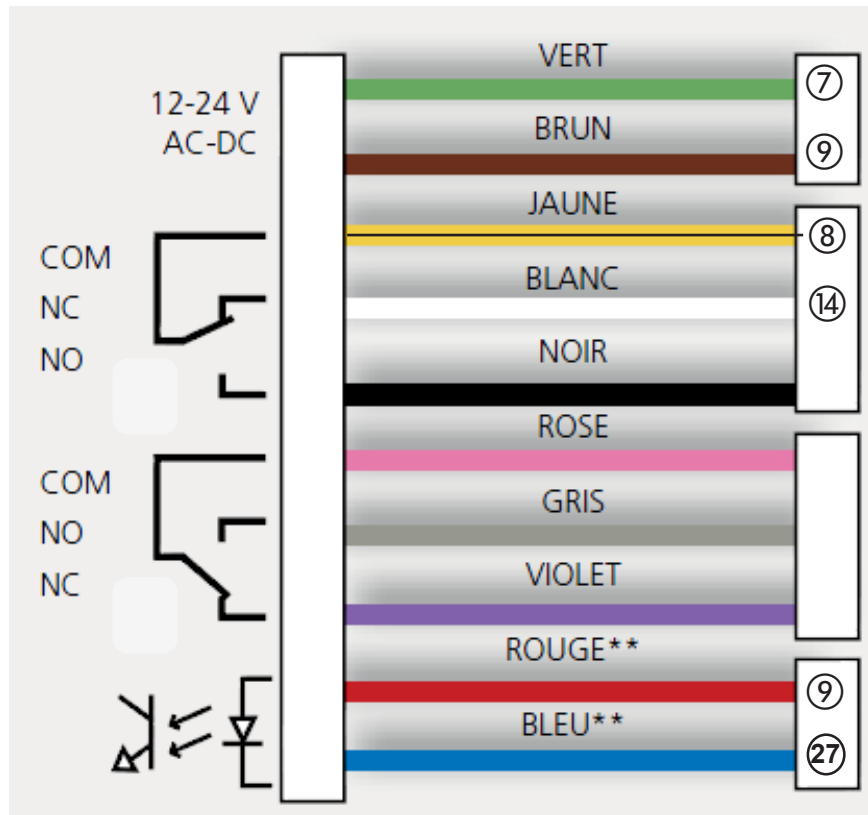 VERT
12-24 V
AC-DC
⑦
BRUN
⑨
JAUNE
COM
⑧
BLANC
NC
⑭
NO
NOIR
ROSE
COM
GRIS
NO
NC
VIOLET
ROUGE**
⑨
BLEU**
㉗